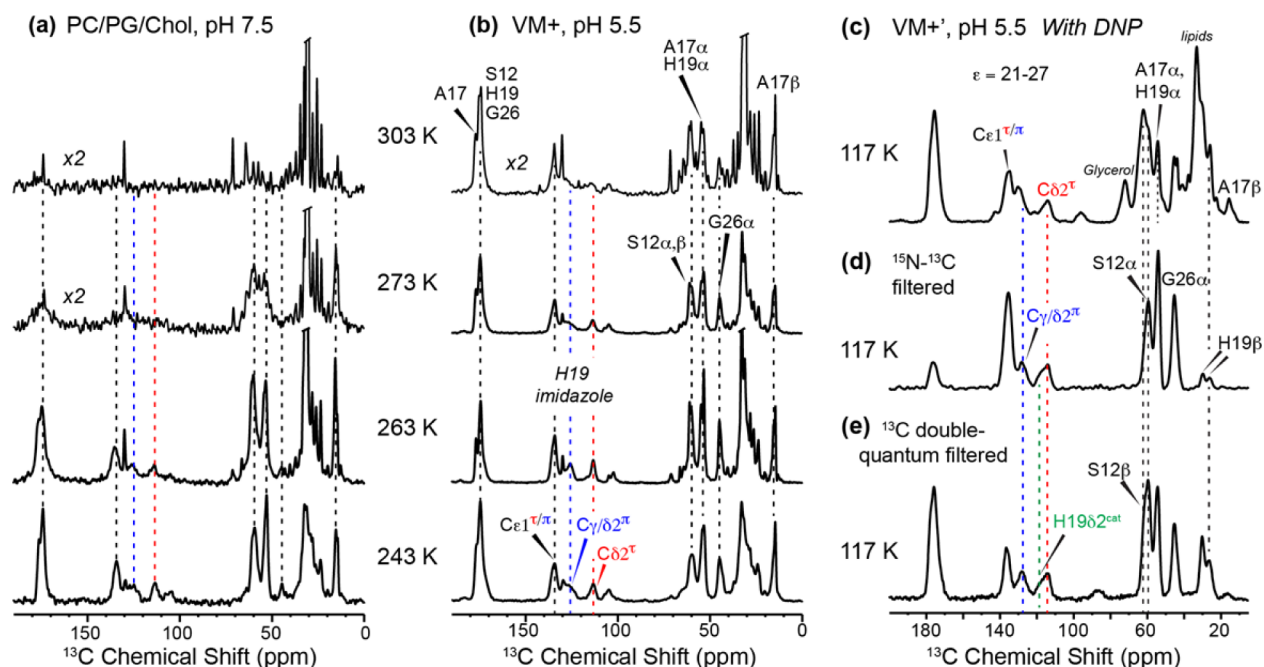 (a) PC/PG/Chol, pH 7.5
x2
x2
190 150 100 50 0
¹³C Chemical Shift (ppm)
303 K
273 K
263 K
243 K
(b) VM+, pH 5.5
A17
S12
H19
G26
A17α
H19α
A17β
x2
S12α,β
G26α
H19
imidazole
Cε1τ/π
Cγ/δ2π
Cδ2τ
150 100 50 0
¹³C Chemical Shift (ppm)
(c) VM+', pH 5.5 With DNP
ε = 21-27
lipids
A17α,
H19α
Cε1τ/π
117 K
Glycerol
Cδ2τ
A17β
(d) ¹⁵N-¹³C
filtered
S12α
G26α
Cγ/δ2π
117 K
H19β
(e) ¹³C double-
quantum filtered
S12β
H19δ2cat
117 K
180 140 100 60 20
¹³C Chemical Shift (ppm)